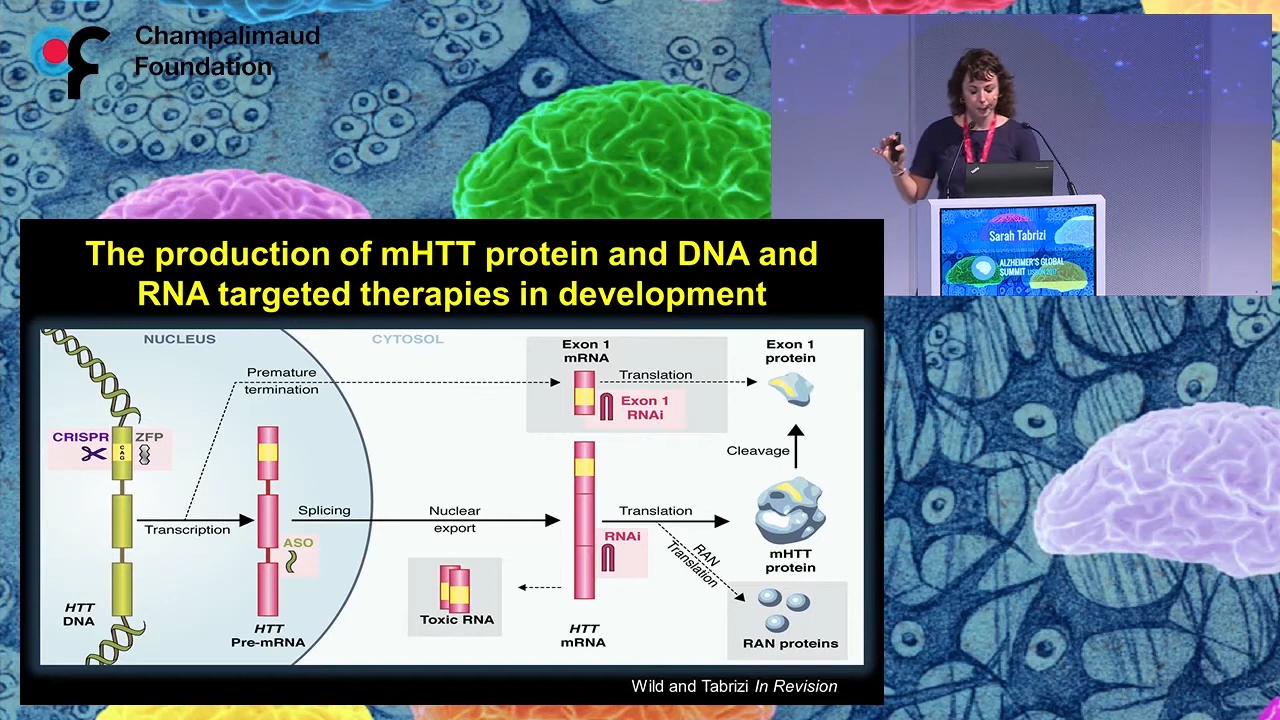 Champalimaud
Foundation
Sarah Tabrizi
ALZHEIMER'S GLOBAL
SUMMIT LISBON 2017
The production of mHTT protein and DNA and
RNA targeted therapies in development
NUCLEUS
CYTOSOL
Exon 1
mRNA
Exon 1
protein
Premature
termination
Translation
Exon 1
RNAi
CRISPR
ZFP
CAG
Cleavage
Transcription
Splicing
Nuclear
export
Translation
ASO
RNAi
RAN
Translation
mHTT
protein
Toxic RNA
HTT
DNA
HTT
Pre-mRNA
HTT
mRNA
RAN proteins
Wild and Tabrizi In Revision